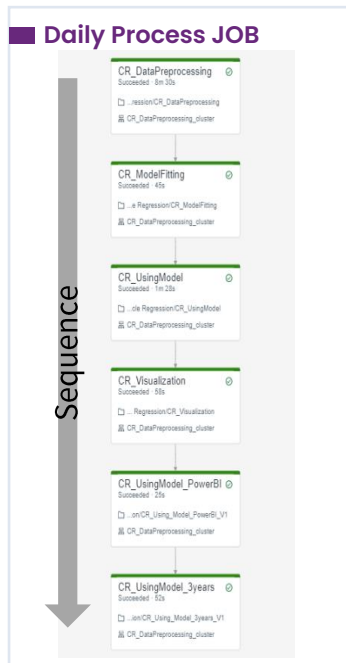 Daily Process JOB
Sequence
CR_DataPreprocessing
Succeeded · 8m 30s
...ression/CR_DataPreprocessing
CR_DataPreprocessing_cluster
CR_ModelFitting
Succeeded · 45s
...e Regression/CR_ModelFitting
CR_DataPreprocessing_cluster
CR_UsingModel
Succeeded · 1m 28s
...cle Regression/CR_UsingModel
CR_DataPreprocessing_cluster
CR_Visualization
Succeeded · 58s
... Regression/CR_Visualization
CR_DataPreprocessing_cluster
CR_UsingModel_PowerBI
Succeeded · 25s
...on/CR_Using_Model_PowerBI_V1
CR_DataPreprocessing_cluster
CR_UsingModel_3years
Succeeded · 52s
...ion/CR_Using_Model_3years_V1
CR_DataPreprocessing_cluster